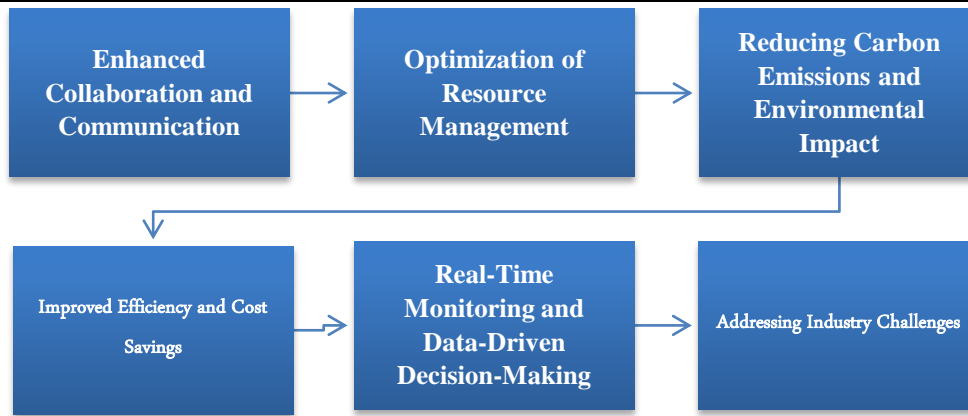 Enhanced
Collaboration and
Communication
Optimization of
Resource
Management
Reducing Carbon
Emissions and
Environmental
Impact
Improved Efficiency and Cost
Savings
Real-Time
Monitoring and
Data-Driven
Decision-Making
Addressing Industry Challenges